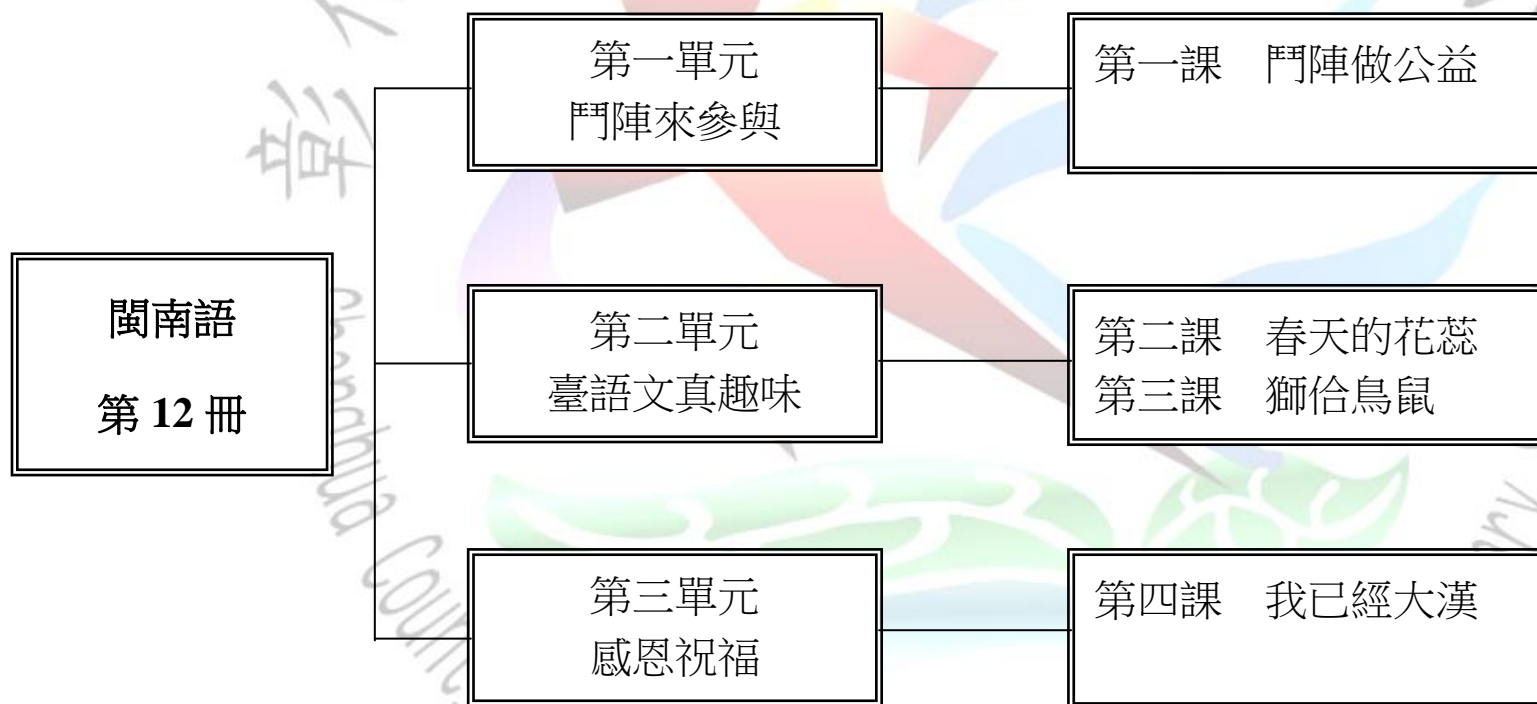 閩南語
第 12 冊
第一單元
鬥陣來參與
第一課　鬥陣做公益
第二單元
臺語文真趣味
第二課　春天的花蕊
第三課　獅佮鳥鼠
第三單元
感恩祝福
第四課　我已經大漢
彰
Changhua County